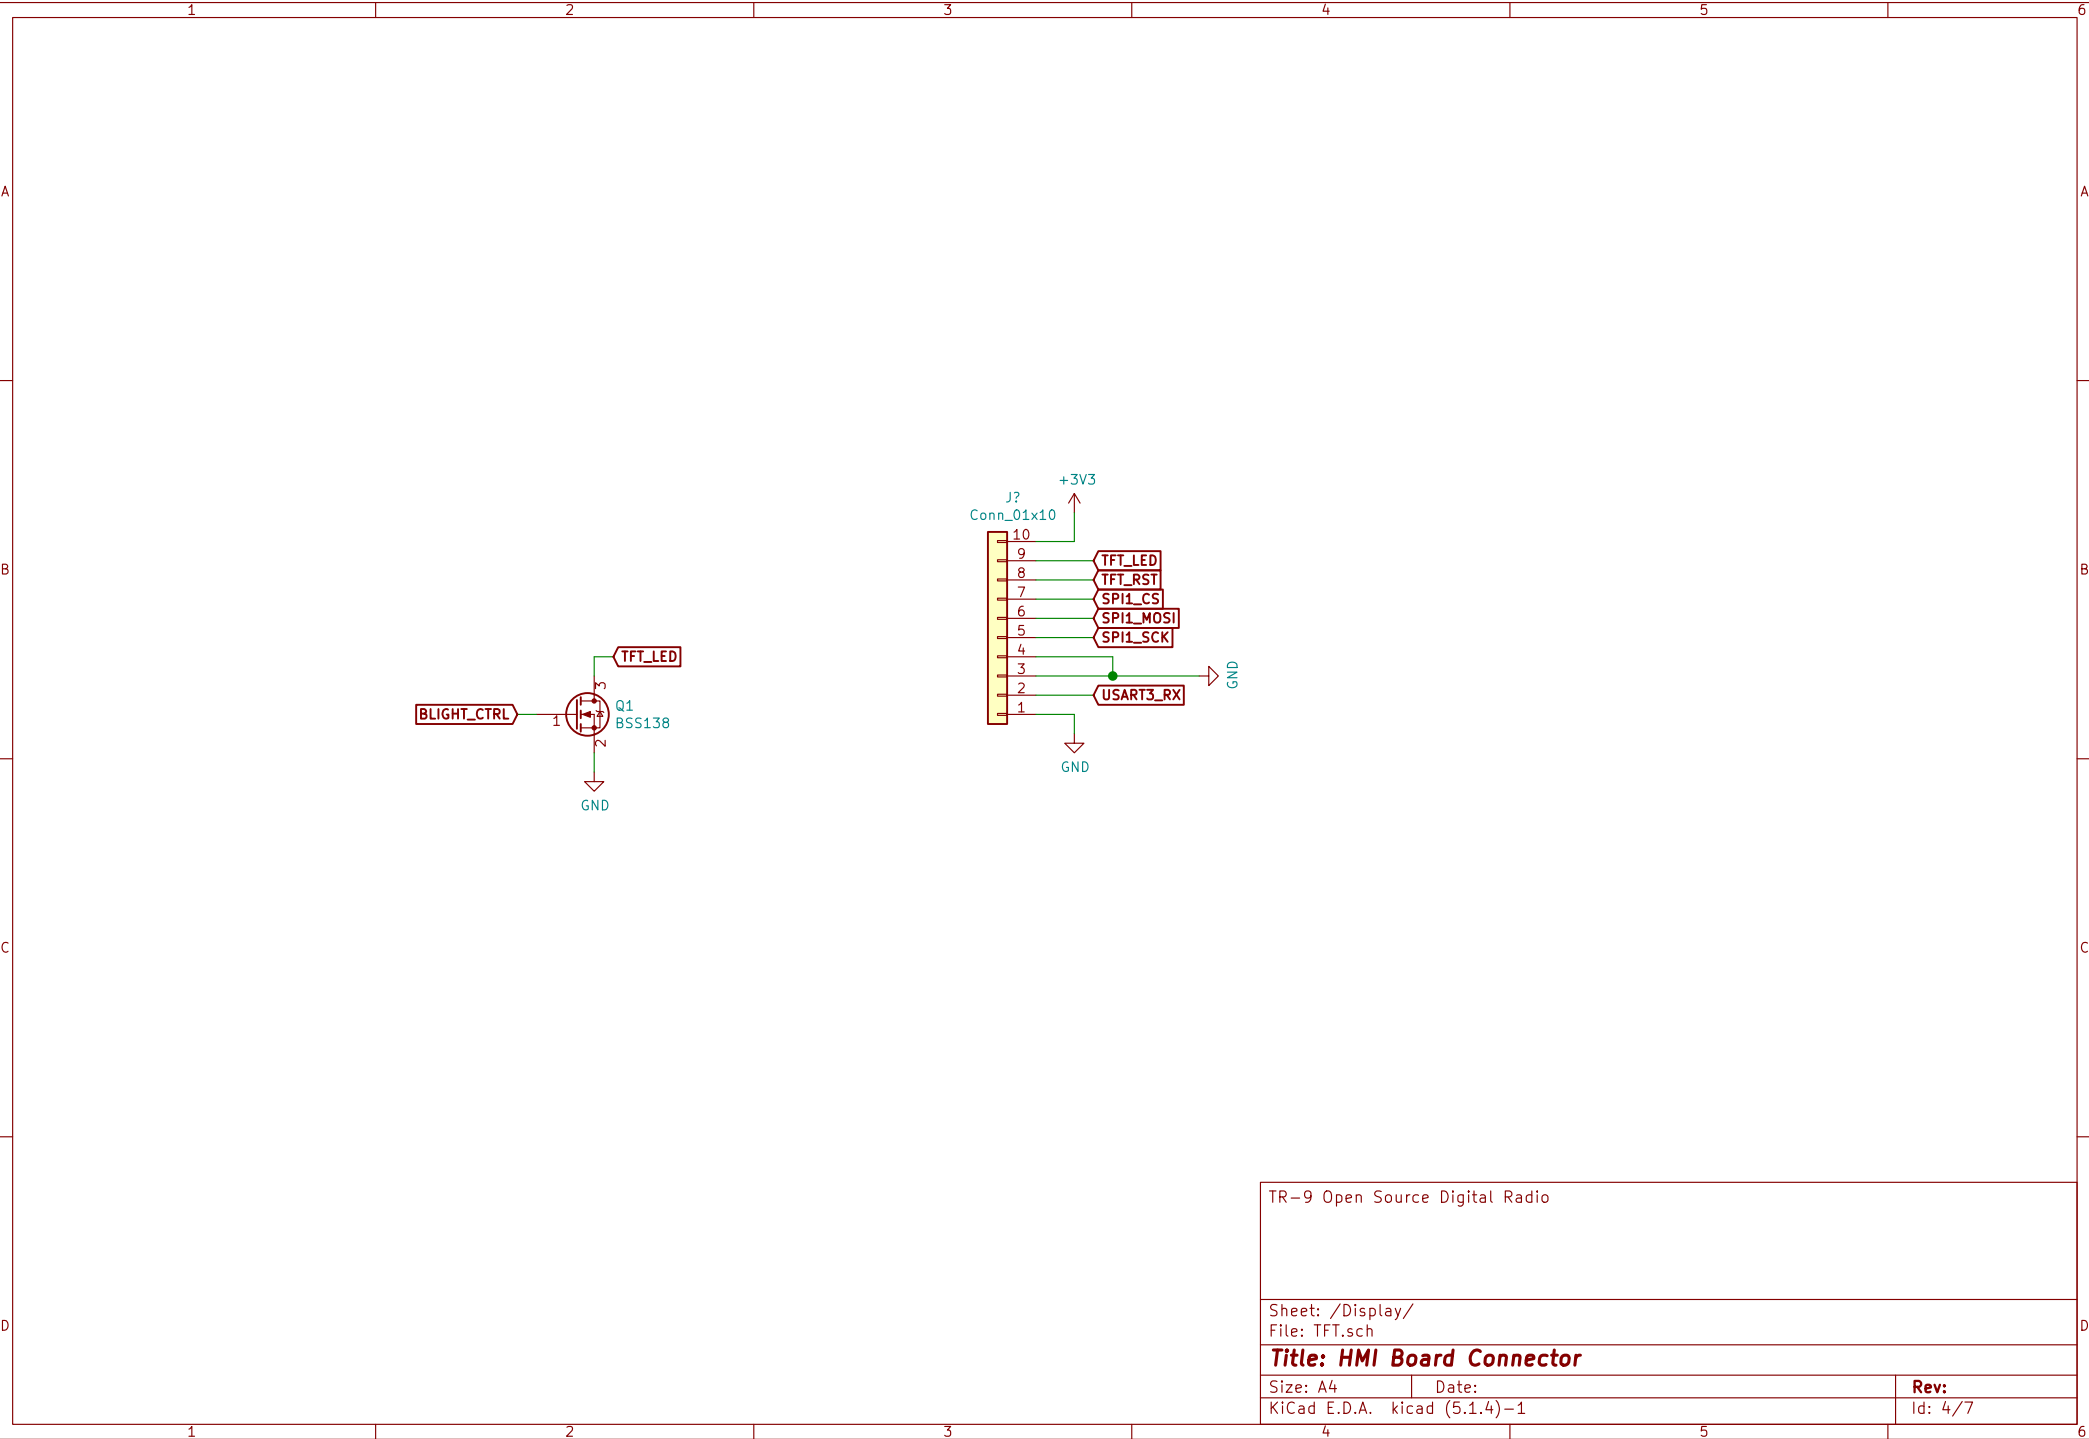 1 2 3 4 5 6
A A
+3V3
J?
Conn_01x10
10
9 TFT_LED
B B
8 TFT_RST
7 SPI1_CS
6 SPI1_MOSI
5 SPI1_SCK
4
3 GND
2 USART3_RX
1
GND
TFT_LED
3
Q1
BLIGHT_CTRL 1
BSS138
2
GND
C C
TR-9 Open Source Digital Radio
Sheet: /Display/
File: TFT.sch
D D
Title: HMI Board Connector
Size: A4 Date: Rev:
KiCad E.D.A. kicad (5.1.4)-1 Id: 4/7
1 2 3 4 5 6